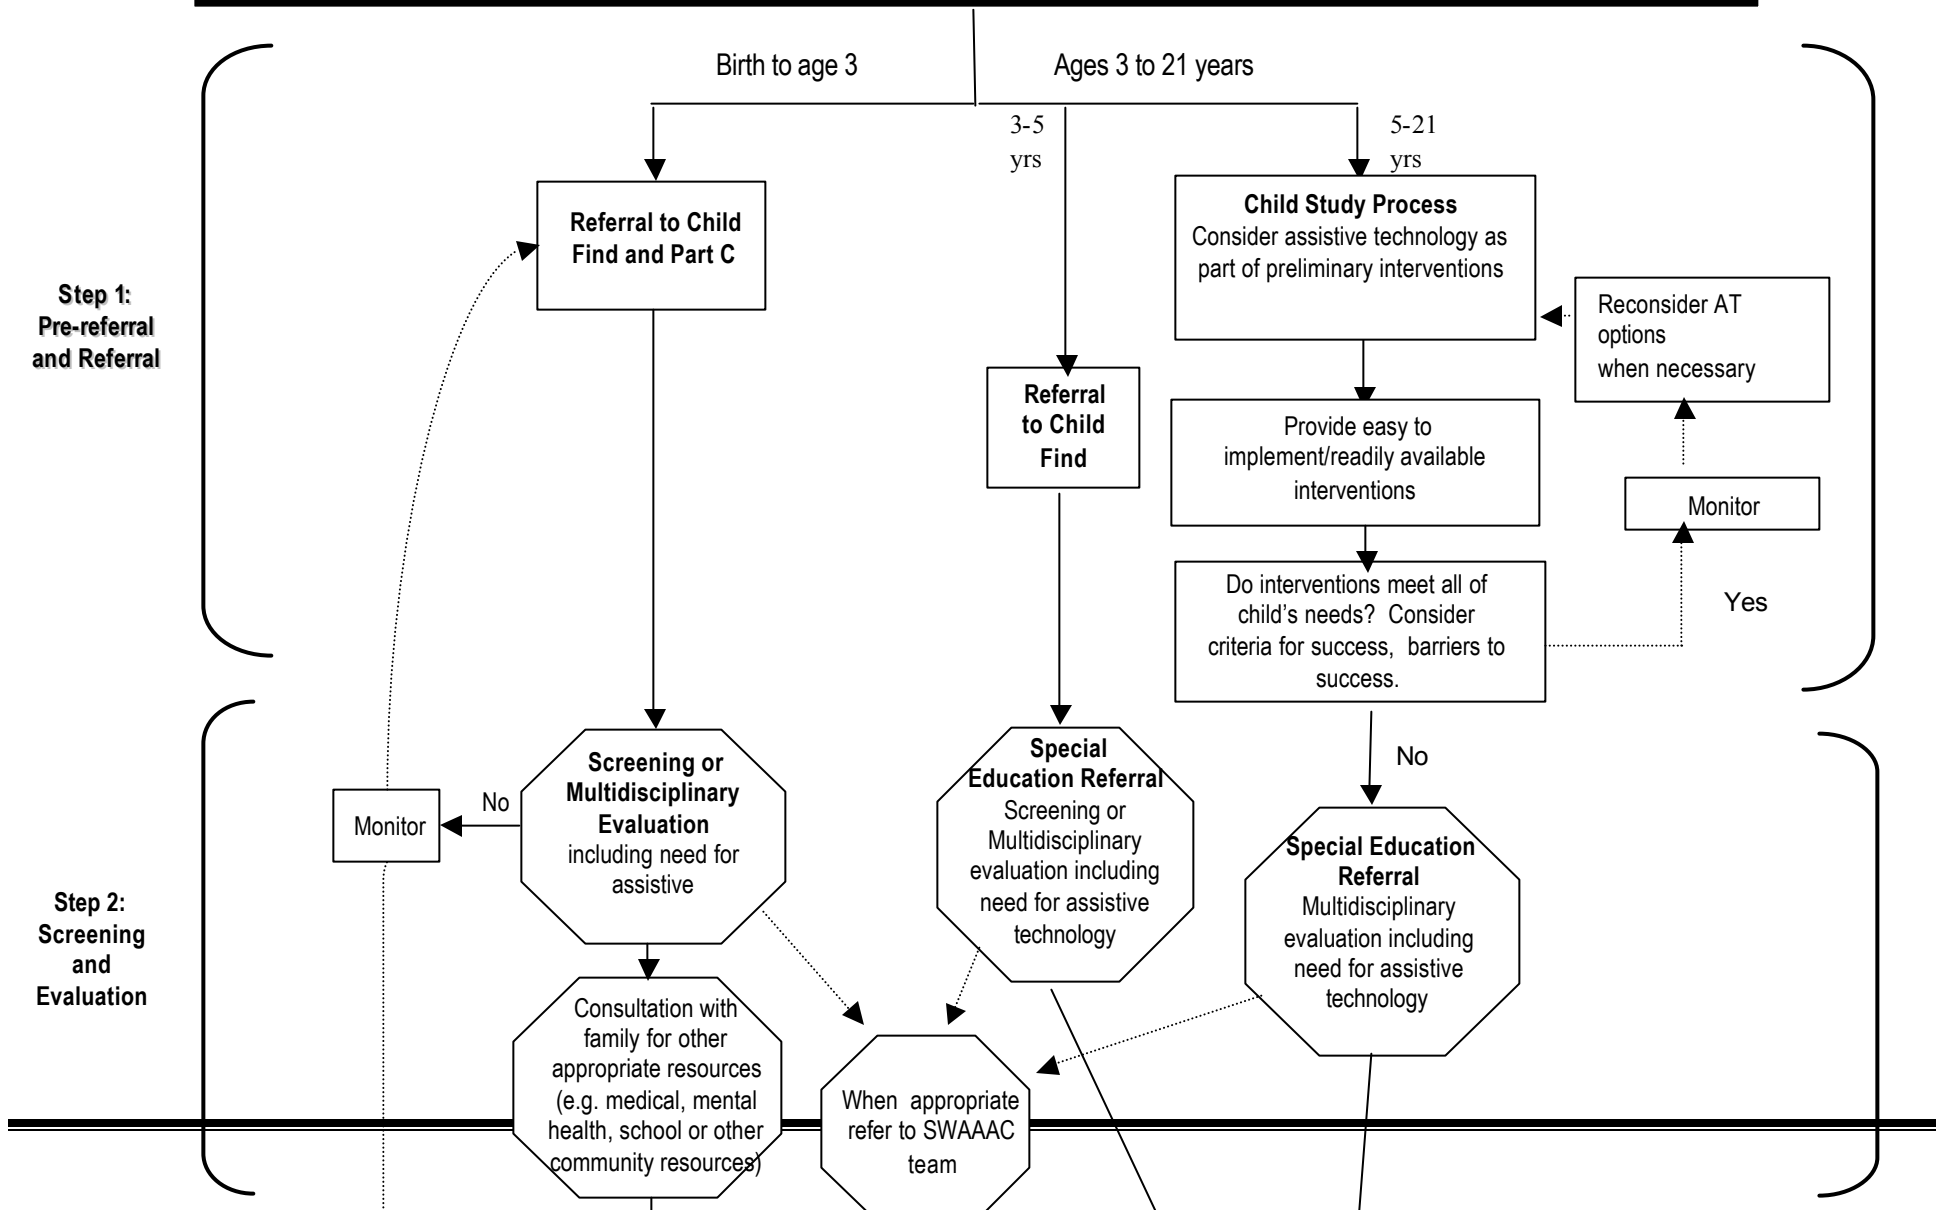 Birth to age 3
Ages 3 to 21 years
3-5
yrs
5-21
yrs
Step 1:
Pre-referral
and Referral
Referral to Child
Find and Part C
Child Study Process
Consider assistive technology as
part of preliminary interventions
Reconsider AT
options
when necessary
Referral
to Child
Find
Provide easy to
implement/readily available
interventions
Monitor
Do interventions meet all of
child's needs?  Consider
criteria for success,  barriers to
success.
Yes
No
Step 2:
Screening
and
Evaluation
Monitor
No
Screening or
Multidisciplinary
Evaluation
including need for
assistive
Special
Education Referral
Screening or
Multidisciplinary
evaluation including
need for assistive
technology
Special Education
Referral
Multidisciplinary
evaluation including
need for assistive
technology
Consultation with
family for other
appropriate resources
(e.g. medical, mental
health, school or other
community resources)
When  appropriate
refer to SWAAAC
team